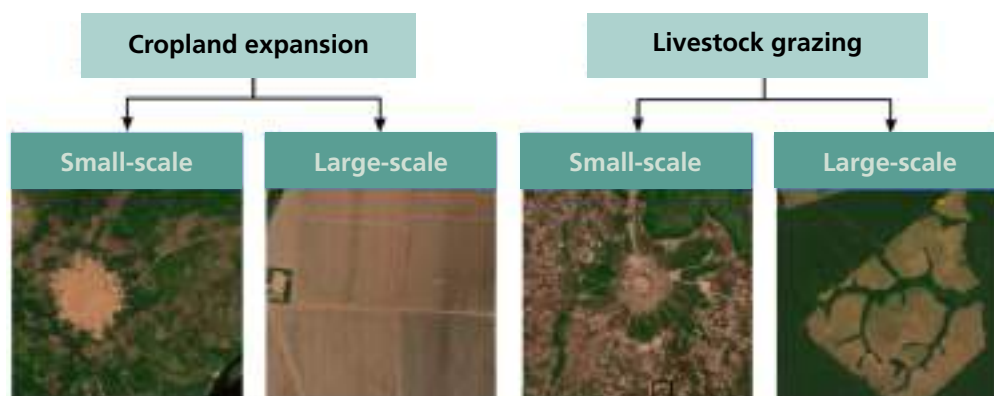 Cropland expansion
Livestock grazing
Small-scale
Large-scale
Small-scale
Large-scale